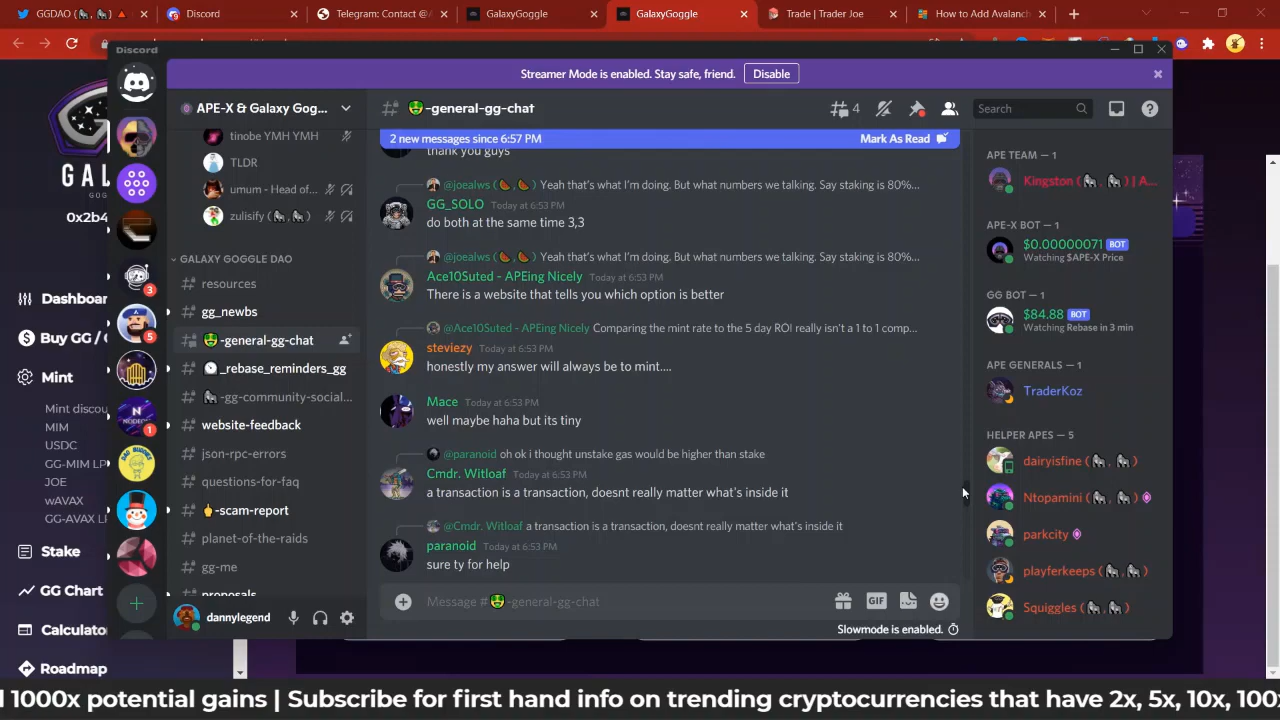 GGDAO
Discord
Telegram: Contact @
GalaxyGoggle
GalaxyGoggle
Trade | Trader Joe
How to Add Avalanch
Discord
Streamer Mode is enabled. Stay safe, friend.
Disable
APE-X & Galaxy Gog...
-general-gg-chat
4
Search
2 new messages since 6:57 PM
Mark As Read
tinobe YMH YMH
TLDR
umum - Head of...
zulisify
GALAXY GOGGLE DAO
resources
gg_newbs
-general-gg-chat
_rebase_reminders_gg
-gg-community-social...
website-feedback
json-rpc-errors
questions-for-faq
-scam-report
planet-of-the-raids
gg-me
proposals
dannylegend
thank you guys
@joealws (🍉,🍉) Yeah that's what I'm doing. But what numbers we talking. Say staking is 80%...
GG_SOLO Today at 6:53 PM
do both at the same time 3,3
@joealws (🍉,🍉) Yeah that's what I'm doing. But what numbers we talking. Say staking is 80%...
Ace10Suted - APEing Nicely Today at 6:53 PM
There is a website that tells you which option is better
@Ace10Suted - APEing Nicely Comparing the mint rate to the 5 day ROI really isn't a 1 to 1 comp...
steviezy Today at 6:53 PM
honestly my answer will always be to mint....
Mace Today at 6:53 PM
well maybe haha but its tiny
@paranoid oh ok i thought unstake gas would be higher than stake
Cmdr. Witloaf Today at 6:53 PM
a transaction is a transaction, doesnt really matter what's inside it
@Cmdr. Witloaf a transaction is a transaction, doesnt really matter what's inside it
paranoid Today at 6:53 PM
sure ty for help
Message # -general-gg-chat
GIF
Slowmode is enabled.
APE TEAM — 1
Kingston (🦍,🦍) | A...
APE-X BOT — 1
$0.00000071 BOT
Watching $APE-X Price
GG BOT — 1
$84.88 BOT
Watching Rebase in 3 min
APE GENERALS — 1
TraderKoz
HELPER APES — 5
dairyisfine (🦍,🦍)
Ntopamini (🦍,🦍)
parkcity
playferkeeps (🦍,🦍)
Squiggles (🦍,🦍)
3
5
1
GAL
0x2b4
Dashboar
Buy GG /
Mint
Mint discou
MIM
USDC
GG-MIM LP
JOE
wAVAX
GG-AVAX LP
Stake
GG Chart
Calculato
Roadmap
1000x potential gains | Subscribe for first hand info on trending cryptocurrencies that have 2x, 5x, 10x, 100x